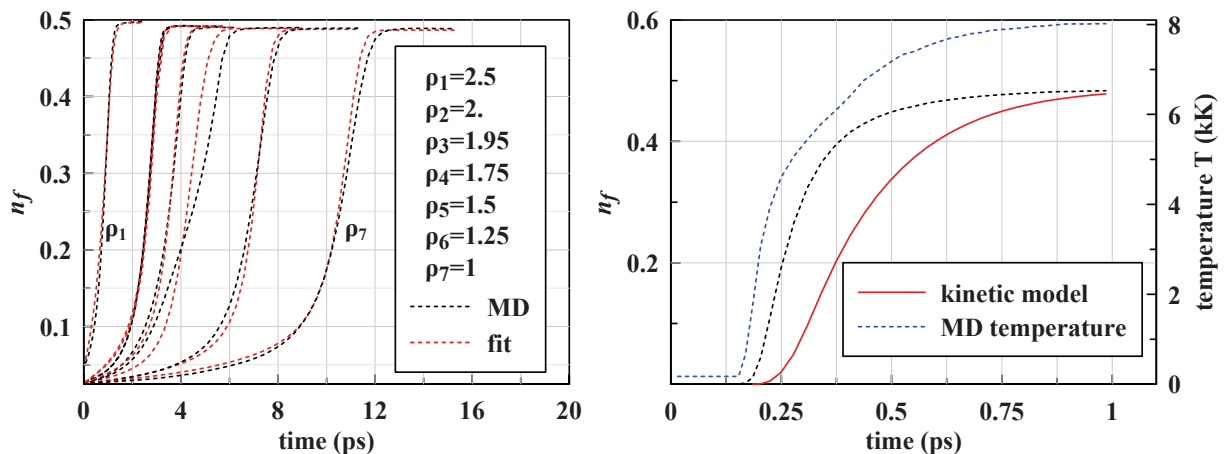 0.5
0.4
0.3
0.2
0.1
n_f
ρ₁
ρ₇
ρ₁=2.5
ρ₂=2.
ρ₃=1.95
ρ₄=1.75
ρ₅=1.5
ρ₆=1.25
ρ₇=1
MD
fit
0 4 8 12 16 20
time (ps)
0.6
0.4
0.6
0.2
n_f
kinetic model
MD temperature
8
6
4
2
0
temperature T (kK)
0 0.25 0.5 0.75 1
time (ps)